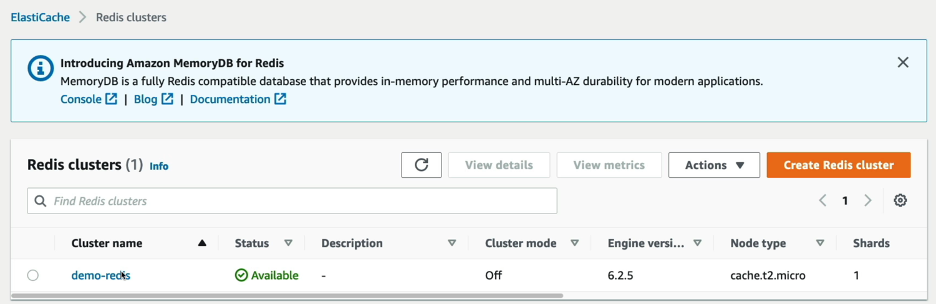 ElastiCache > Redis clusters
Introducing Amazon MemoryDB for Redis
MemoryDB is a fully Redis compatible database that provides in-memory performance and multi-AZ durability for modern applications.
Console | Blog | Documentation
Redis clusters (1) Info View details View metrics Actions Create Redis cluster
Find Redis clusters 1
Cluster name Status Description Cluster mode Engine versi... Node type Shards
demo-redis Available - Off 6.2.5 cache.t2.micro 1